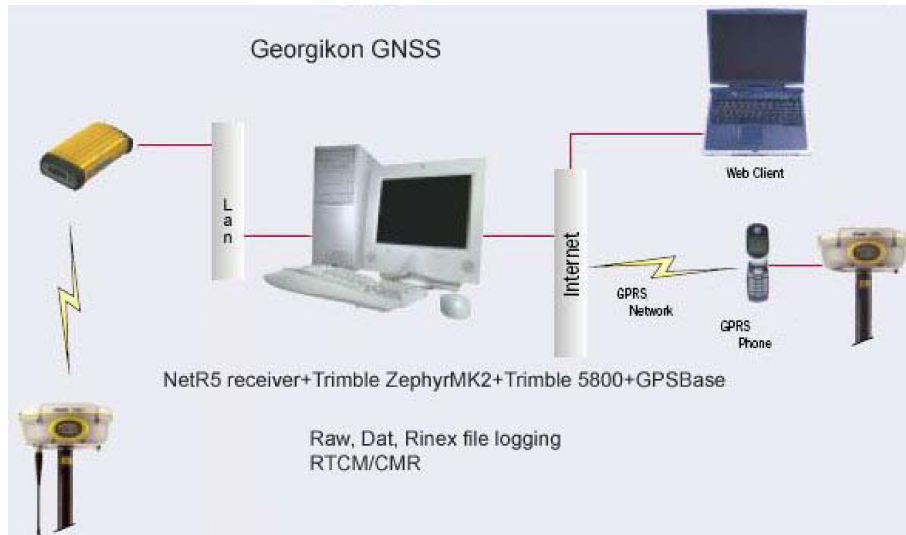 Georgikon GNSS
Web Client
Lan
Internet
GPRS
Network
GPRS
Phone
NetR5 receiver+Trimble ZephyrMK2+Trimble 5800+GPSBase
Raw, Dat, Rinex file logging
RTCM/CMR